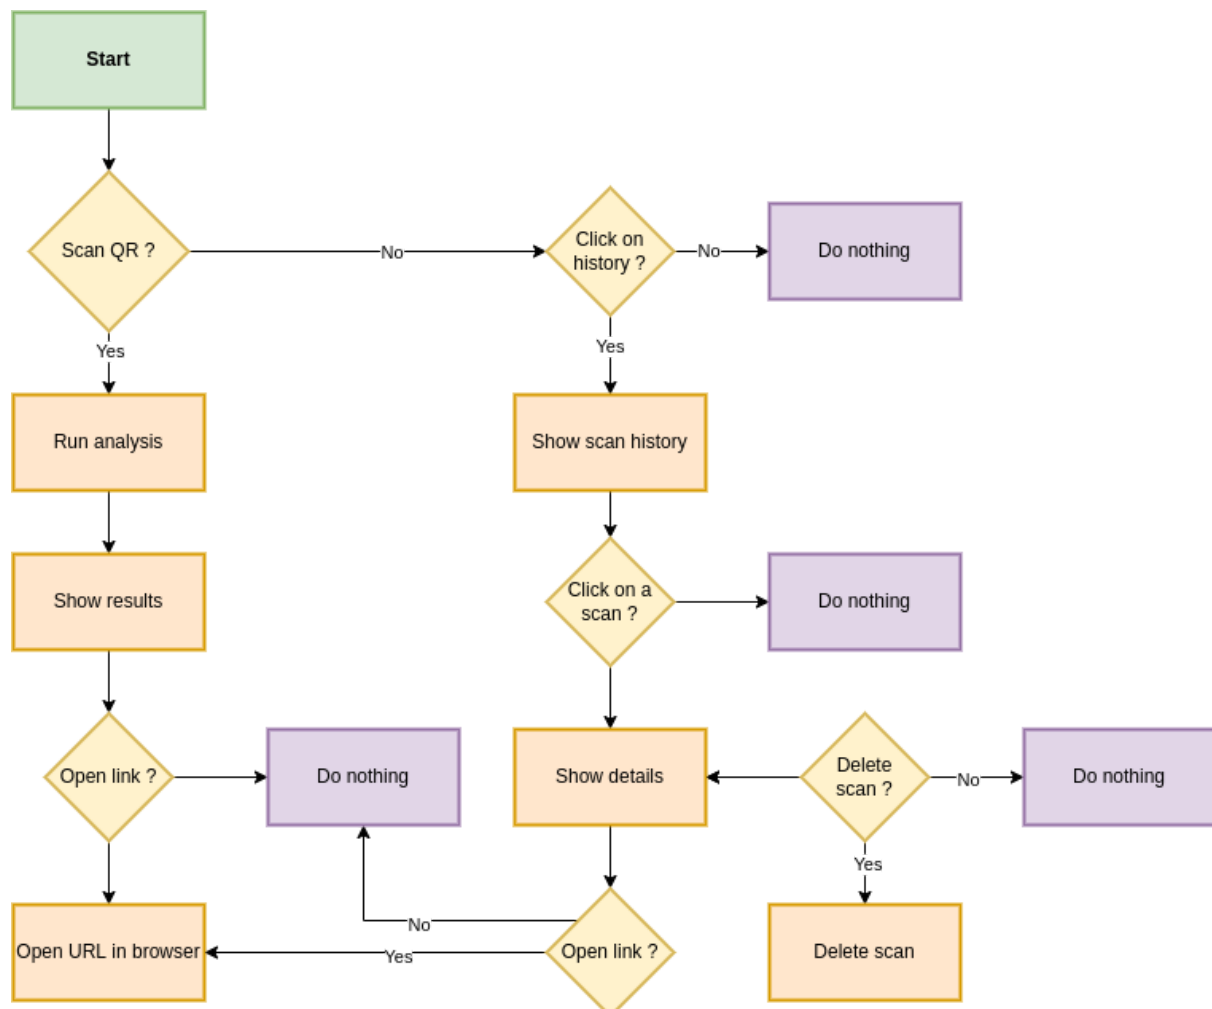 Start
Scan QR ?
No
Click on
history ?
No
Do nothing
Yes
Yes
Run analysis
Show scan history
Show results
Click on a
scan ?
Do nothing
Open link ?
Do nothing
Show details
Delete
scan ?
No
Do nothing
Yes
No
Open URL in browser
Yes
Open link ?
Delete scan